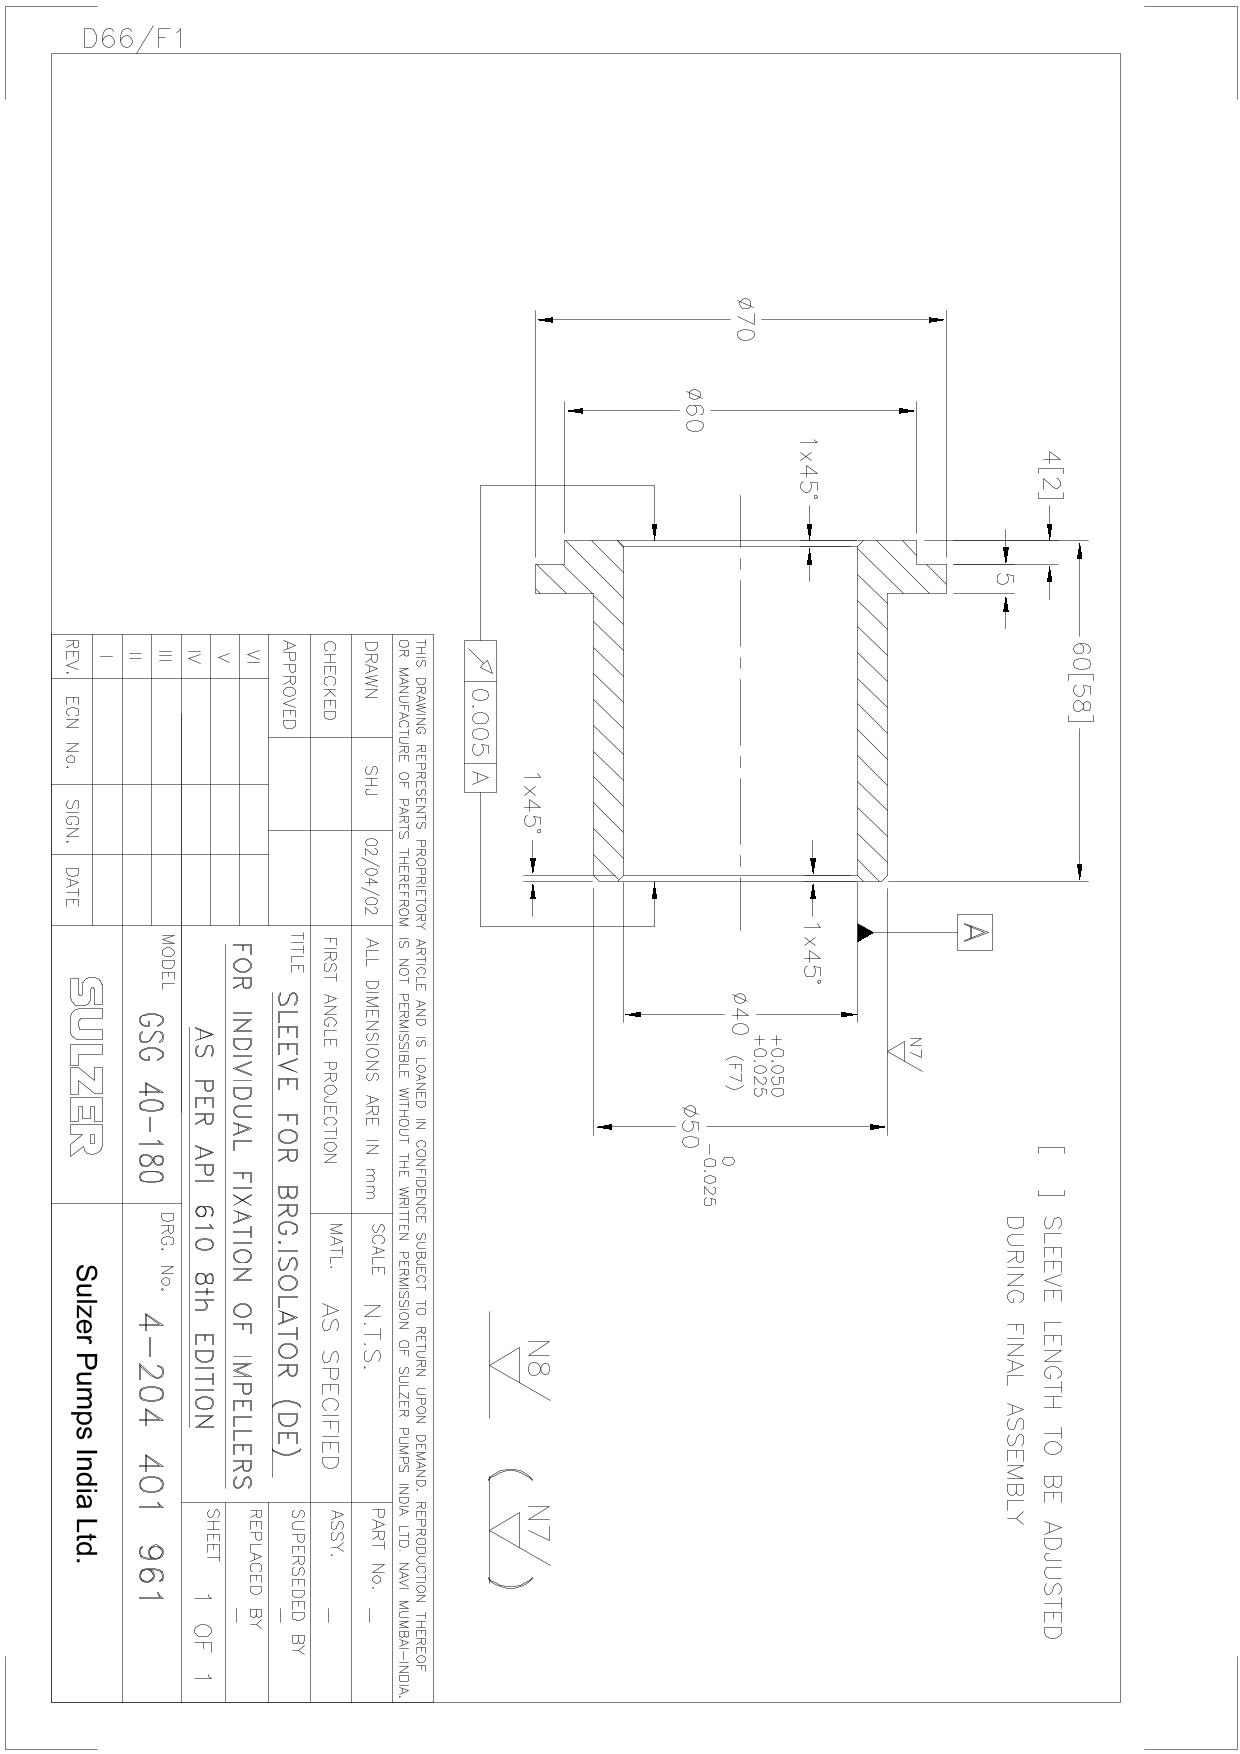 D66/F1
ø70
ø60
1x45°
4[2]
5
60[58]
1x45°
1x45°
A
0.005 A
N7
ø40 +0.050
+0.025
(F7)
ø50 0
-0.025
[ ] SLEEVE LENGTH TO BE ADJUSTED
DURING FINAL ASSEMBLY
N8 (N7)
THIS DRAWING REPRESENTS PROPRIETORY ARTICLE AND IS LOANED IN CONFIDENCE SUBJECT TO RETURN UPON DEMAND. REPRODUCTION THEREOF
OR MANUFACTURE OF PARTS THEREFROM IS NOT PERMISSIBLE WITHOUT THE WRITTEN PERMISSION OF SULZER PUMPS INDIA LTD. NAVI MUMBAI-INDIA.
DRAWN SHJ 02/04/02 ALL DIMENSIONS ARE IN mm SCALE N.T.S. PART No. -
CHECKED FIRST ANGLE PROJECTION MATL. AS SPECIFIED ASSY. -
APPROVED TITLE SLEEVE FOR BRG.ISOLATOR (DE)
FOR INDIVIDUAL FIXATION OF IMPELLERS
AS PER API 610 8th EDITION
SUPERSEDED BY -
REPLACED BY -
SHEET 1 OF 1
VI
V
IV
III
II
I
REV. ECN No. SIGN. DATE
MODEL GSG 40-180
DRG. No. 4-204 401 961
SULZER
Sulzer Pumps India Ltd.